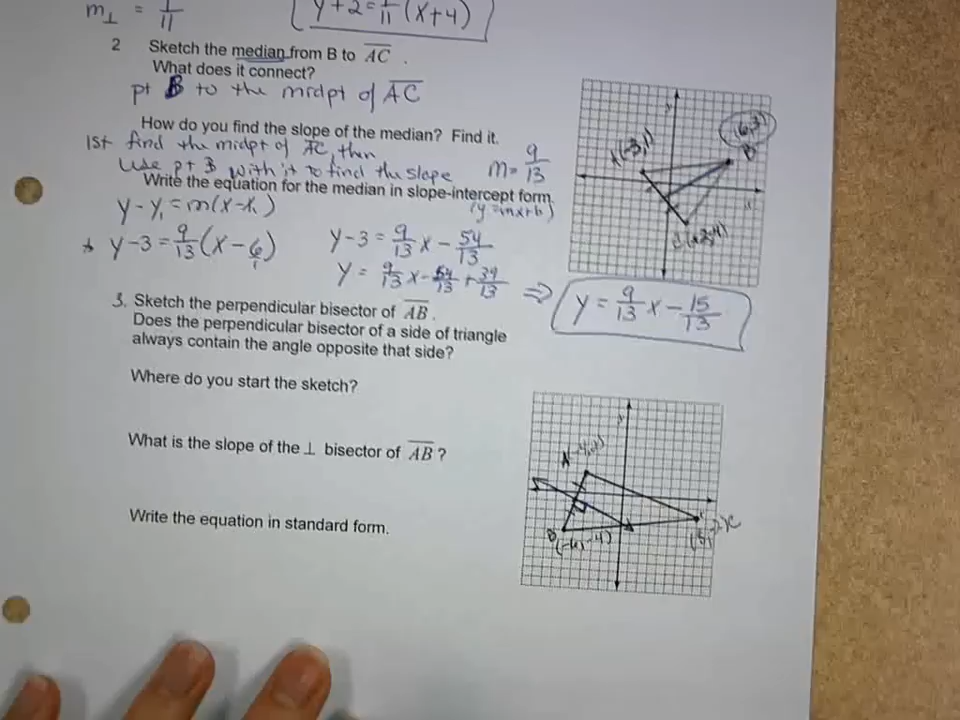 m⊥ = 1/11
y+2 = 1/11 (x+4)
2 Sketch the median from B to AC.
What does it connect?
pt B to the midpt of AC
How do you find the slope of the median? Find it.
1st find the midpt of AC, then
use pt B with it to find the slope m = 9/13
Write the equation for the median in slope-intercept form.
(y=mx+b)
y-y₁ = m(x-x₁)
y-3 = 9/13 (x-6)
y-3 = 9/13 x - 54/13
y = 9/13 x - 54/13 + 39/13
⇒ y = 9/13 x - 15/13
3. Sketch the perpendicular bisector of AB.
Does the perpendicular bisector of a side of triangle
always contain the angle opposite that side?
Where do you start the sketch?
What is the slope of the ⊥ bisector of AB?
Write the equation in standard form.
y
A(-3,1)
(6,3)
B
x
y
A
B
C